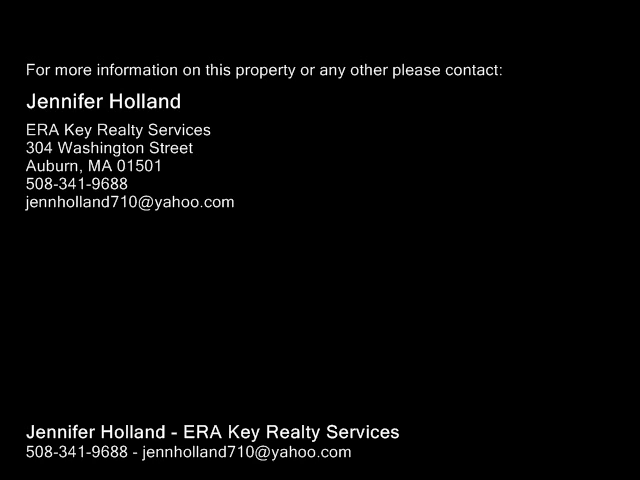 For more information on this property or any other please contact:
Jennifer Holland
ERA Key Realty Services
304 Washington Street
Auburn, MA 01501
508-341-9688
jennholland710@yahoo.com
Jennifer Holland - ERA Key Realty Services
508-341-9688 - jennholland710@yahoo.com